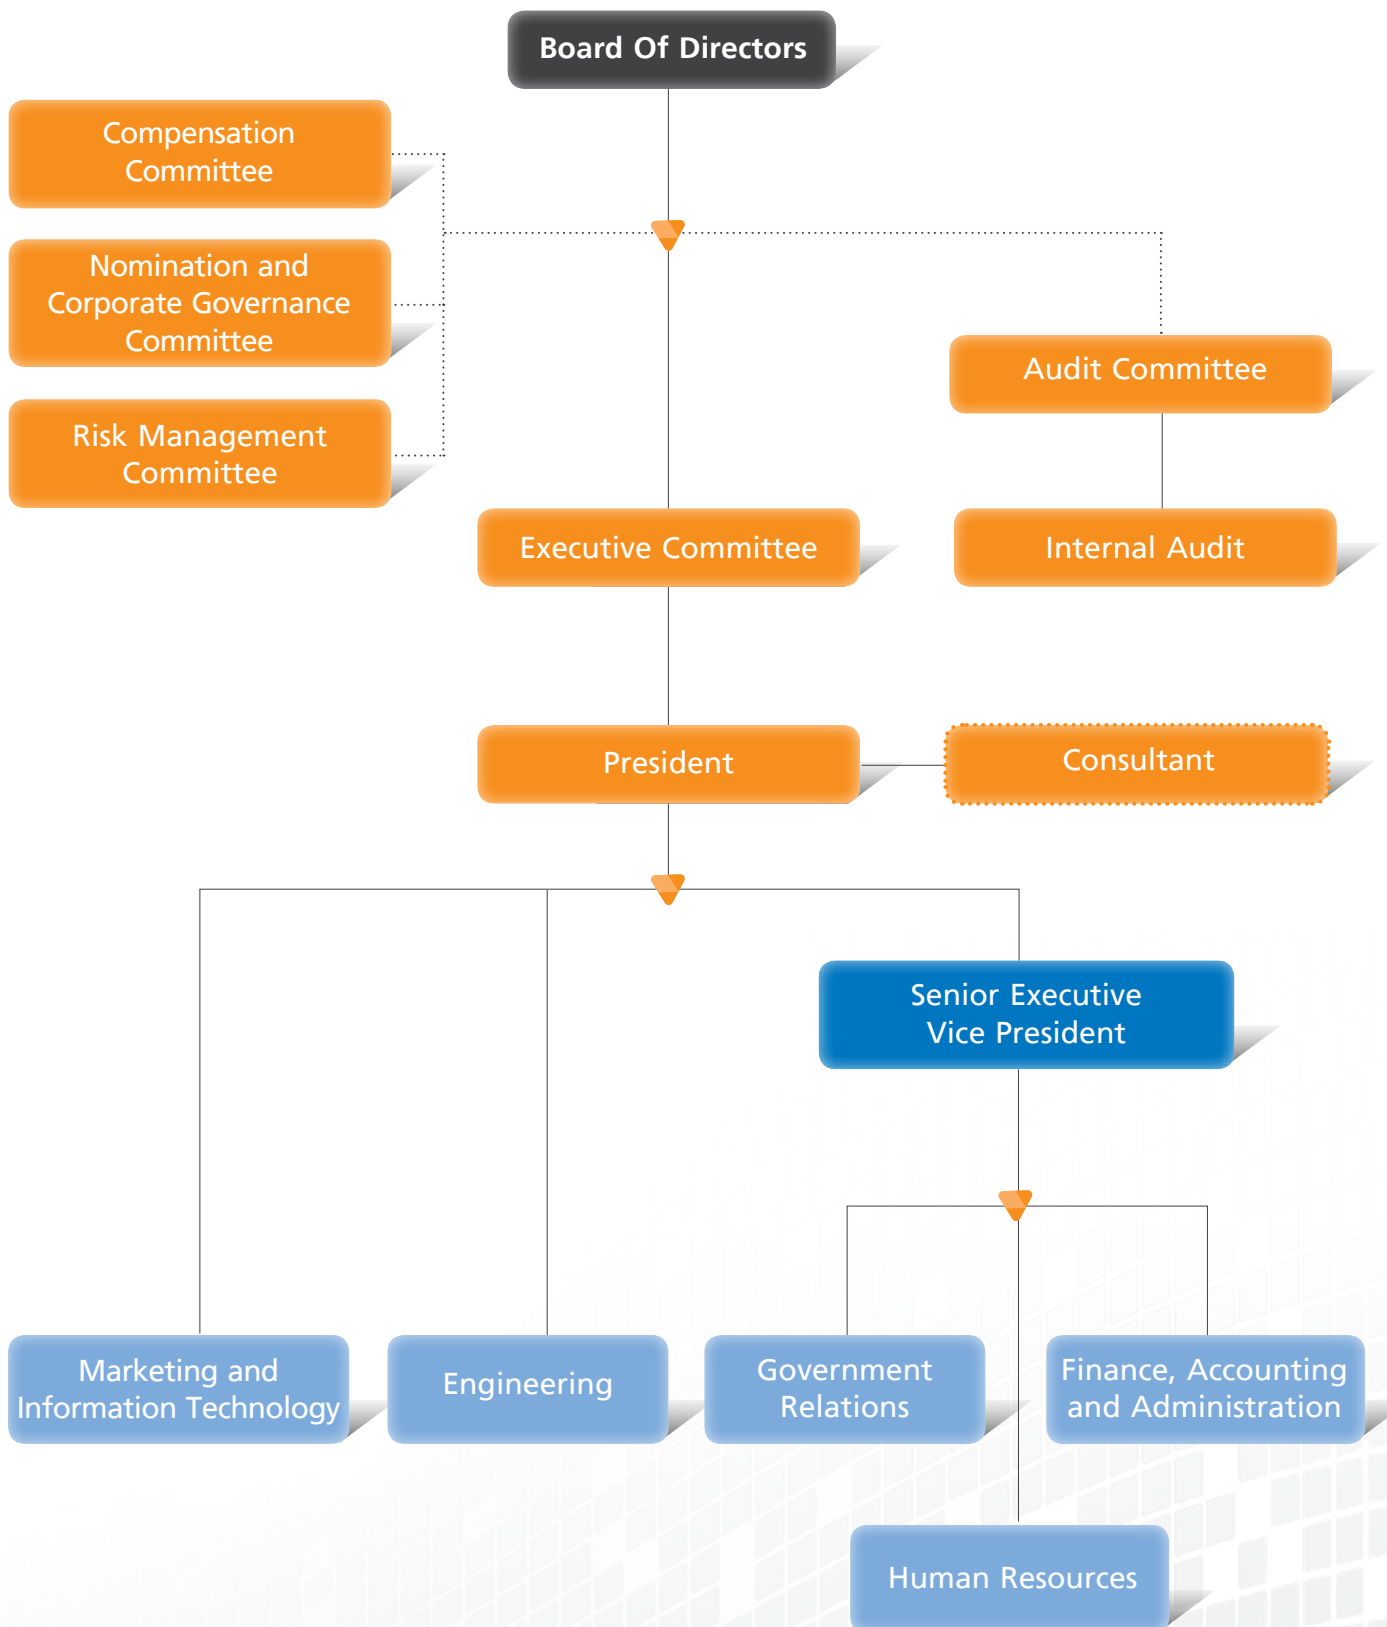 Board Of Directors
Compensation
Committee
Nomination and
Corporate Governance
Committee
Audit Committee
Risk Management
Committee
Executive Committee
Internal Audit
President
Consultant
Senior Executive
Vice President
Marketing and
Information Technology
Engineering
Government
Relations
Finance, Accounting
and Administration
Human Resources